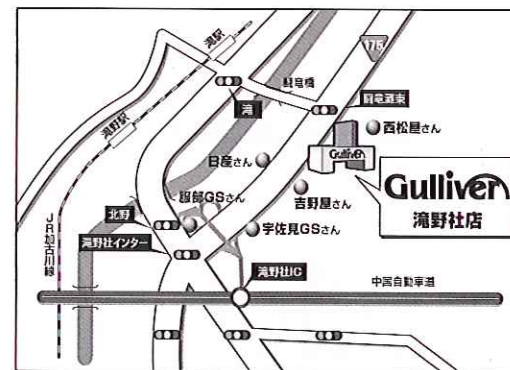 滝駅
175
闘竜橋
滝
闘竜灘東
西松屋さん
滝野駅
日産さん
Gulliver
Gulliver
滝野社店
服部GSさん
吉野屋さん
北野
宇佐見GSさん
滝野社インター
滝野社IC
JR加古川線
中国自動車道